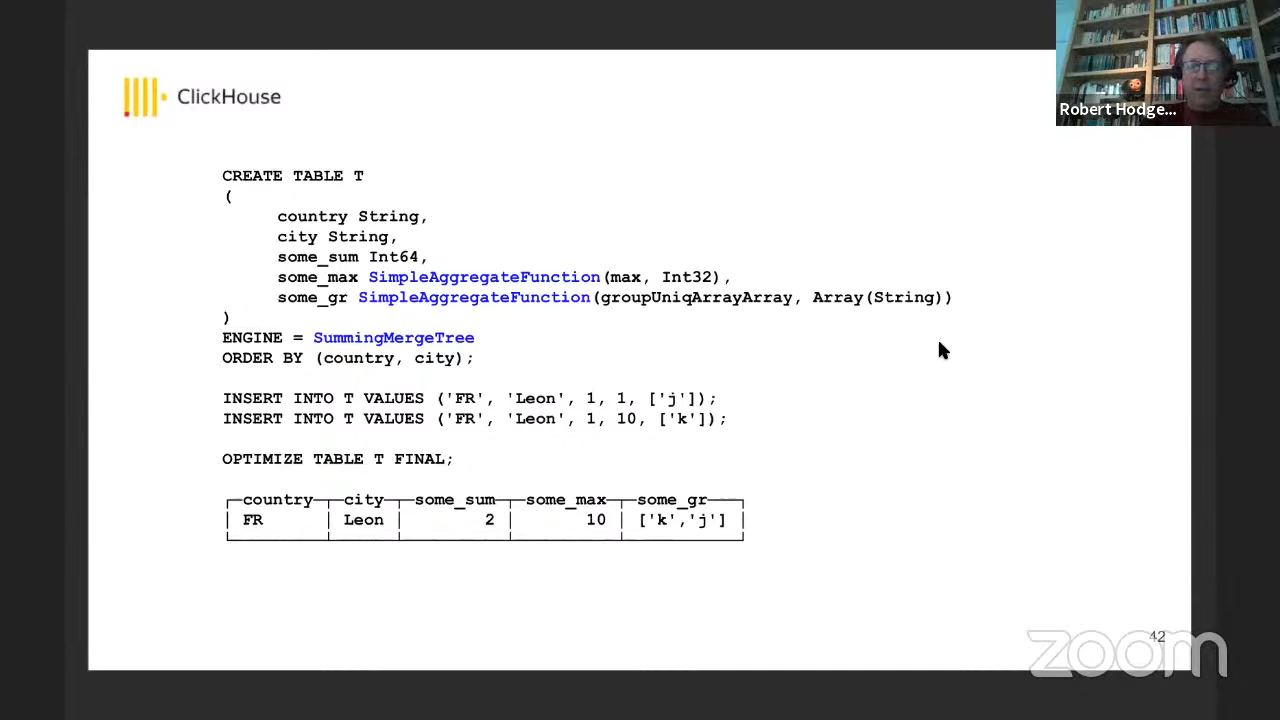 ClickHouse
Robert Hodge...
CREATE TABLE T
(
country String,
city String,
some_sum Int64,
some_max SimpleAggregateFunction(max, Int32),
some_gr SimpleAggregateFunction(groupUniqArrayArray, Array(String))
)
ENGINE = SummingMergeTree
ORDER BY (country, city);
INSERT INTO T VALUES ('FR', 'Leon', 1, 1, ['j']);
INSERT INTO T VALUES ('FR', 'Leon', 1, 10, ['k']);
OPTIMIZE TABLE T FINAL;
country city some_sum some_max some_gr
FR Leon 2 10 ['k','j']
42
zoom